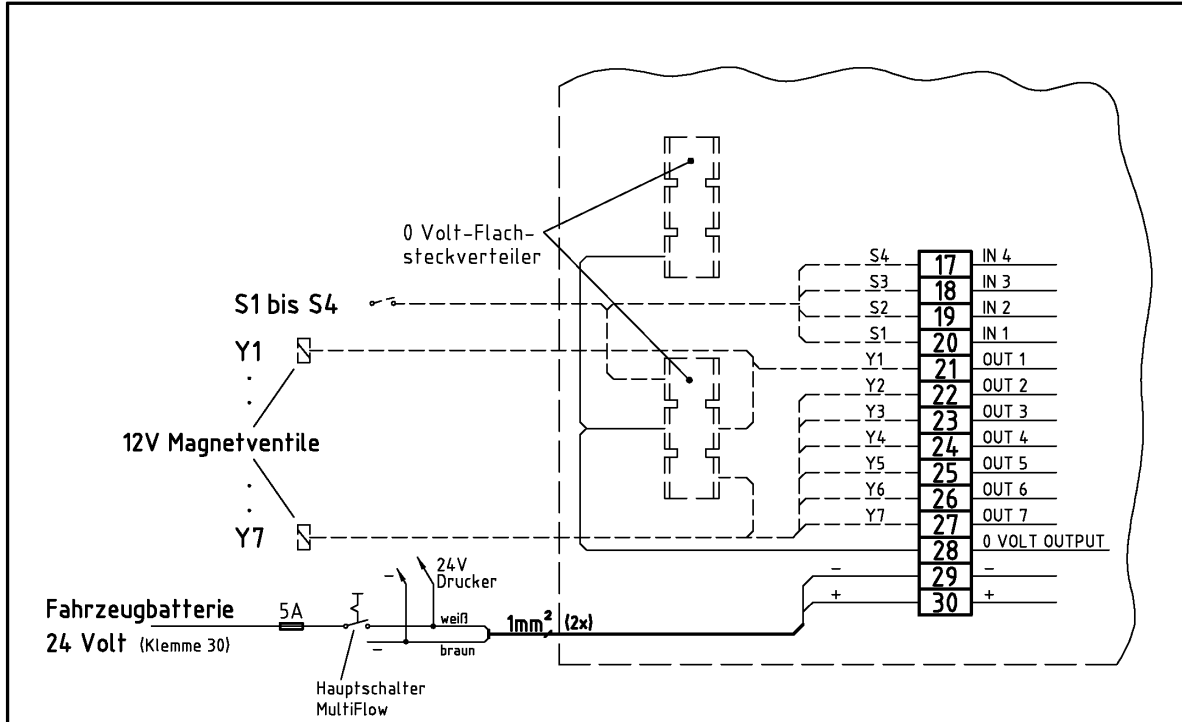 0 Volt-Flach-
steckverteiler
S4 17 IN 4
S3 18 IN 3
S1 bis S4
S2 19 IN 2
S1 20 IN 1
Y1
Y1 21 OUT 1
Y2 22 OUT 2
Y3 23 OUT 3
12V Magnetventile
Y4 24 OUT 4
Y5 25 OUT 5
Y6 26 OUT 6
Y7 27 OUT 7
Y7
28 0 VOLT OUTPUT
24V
Drucker
–
– 29 –
+ 30 +
Fahrzeugbatterie
24 Volt (Klemme 30)
5A
weiß
–
braun
1mm² (2x)
Hauptschalter
MultiFlow